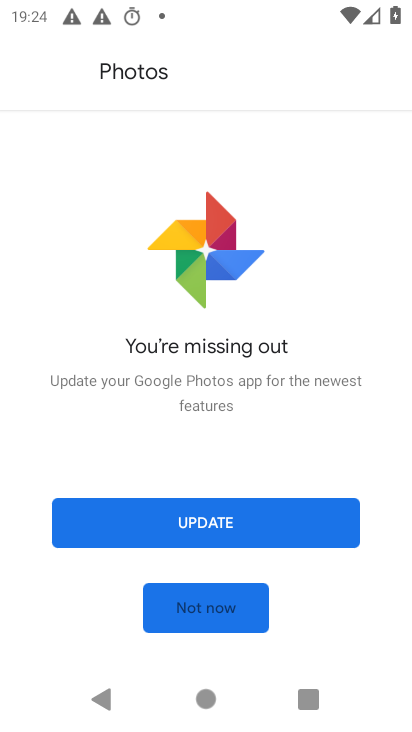 19:24
Photos
You're missing out
Update your Google Photos app for the newest
features
UPDATE
Not now